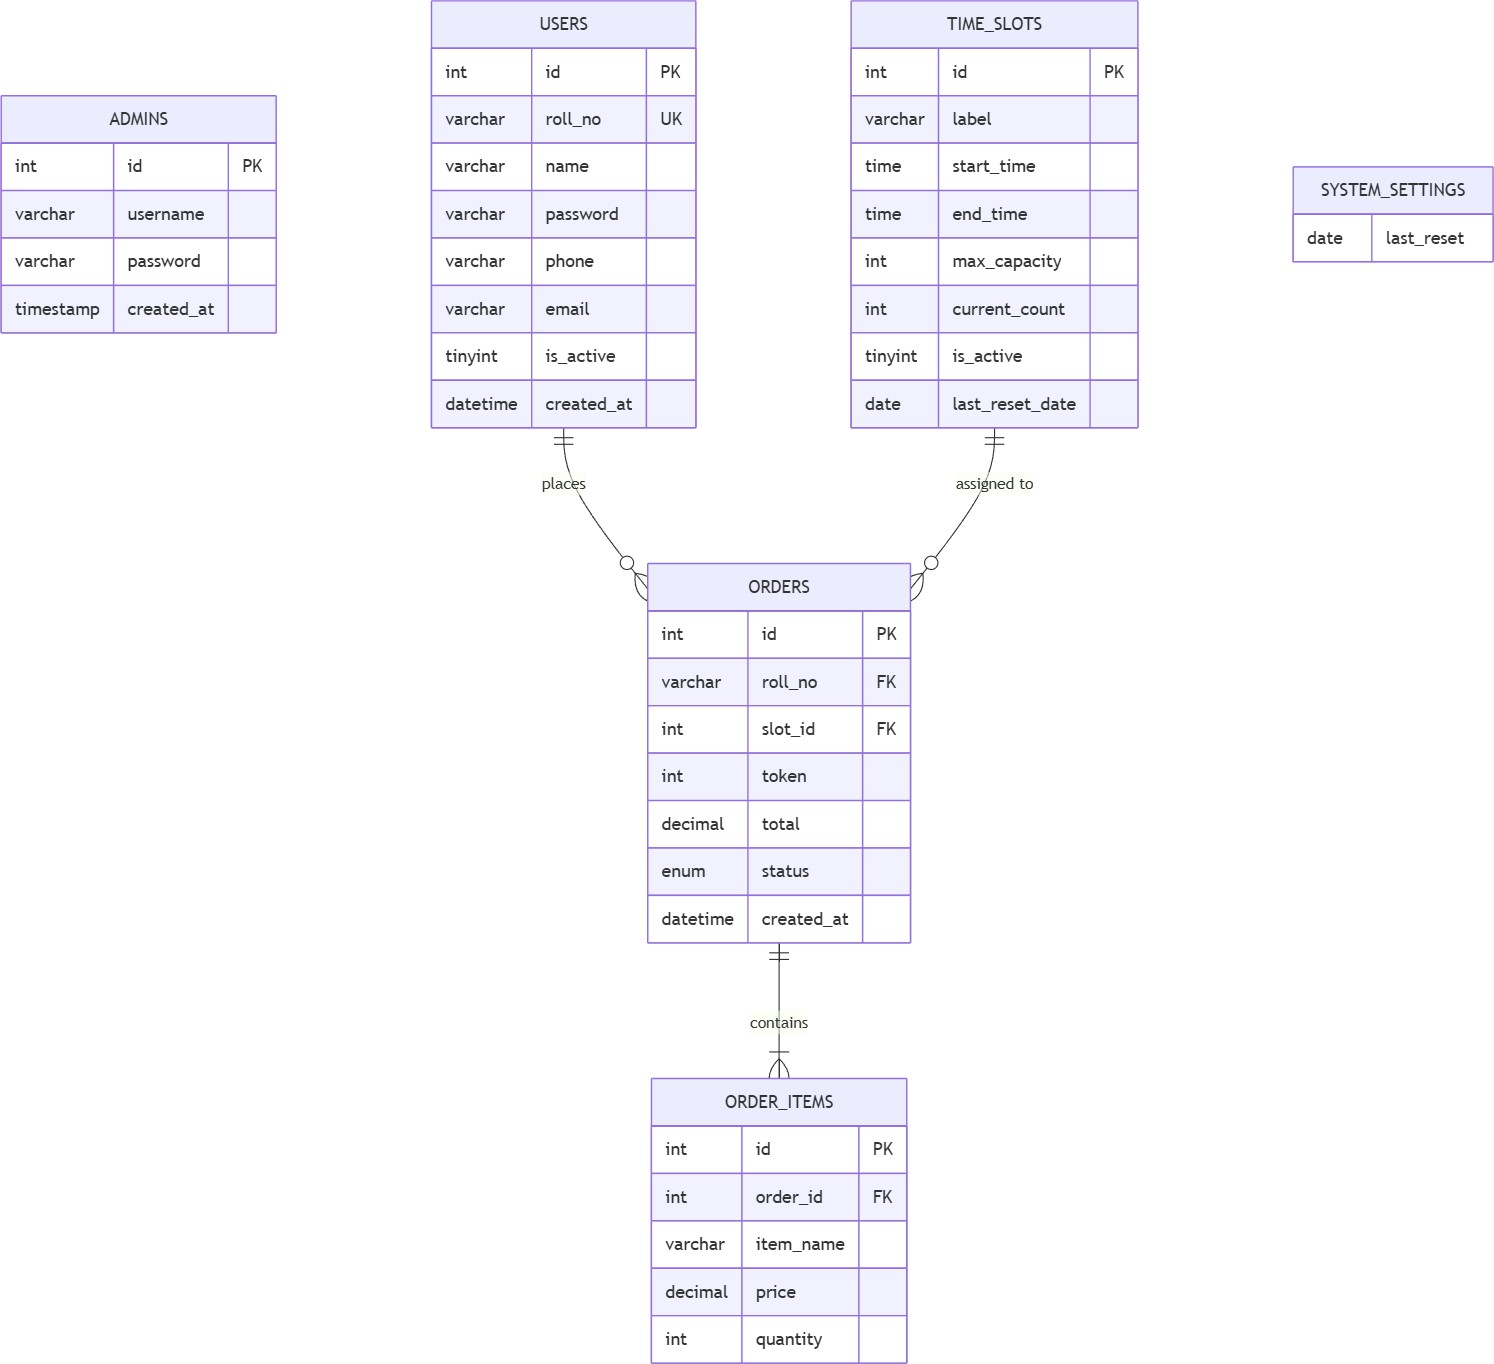 ADMINS
int id PK
varchar username
varchar password
timestamp created_at
USERS
int id PK
varchar roll_no UK
varchar name
varchar password
varchar phone
varchar email
tinyint is_active
datetime created_at
TIME_SLOTS
int id PK
varchar label
time start_time
time end_time
int max_capacity
int current_count
tinyint is_active
date last_reset_date
SYSTEM_SETTINGS
date last_reset
places
assigned to
ORDERS
int id PK
varchar roll_no FK
int slot_id FK
int token
decimal total
enum status
datetime created_at
contains
ORDER_ITEMS
int id PK
int order_id FK
varchar item_name
decimal price
int quantity